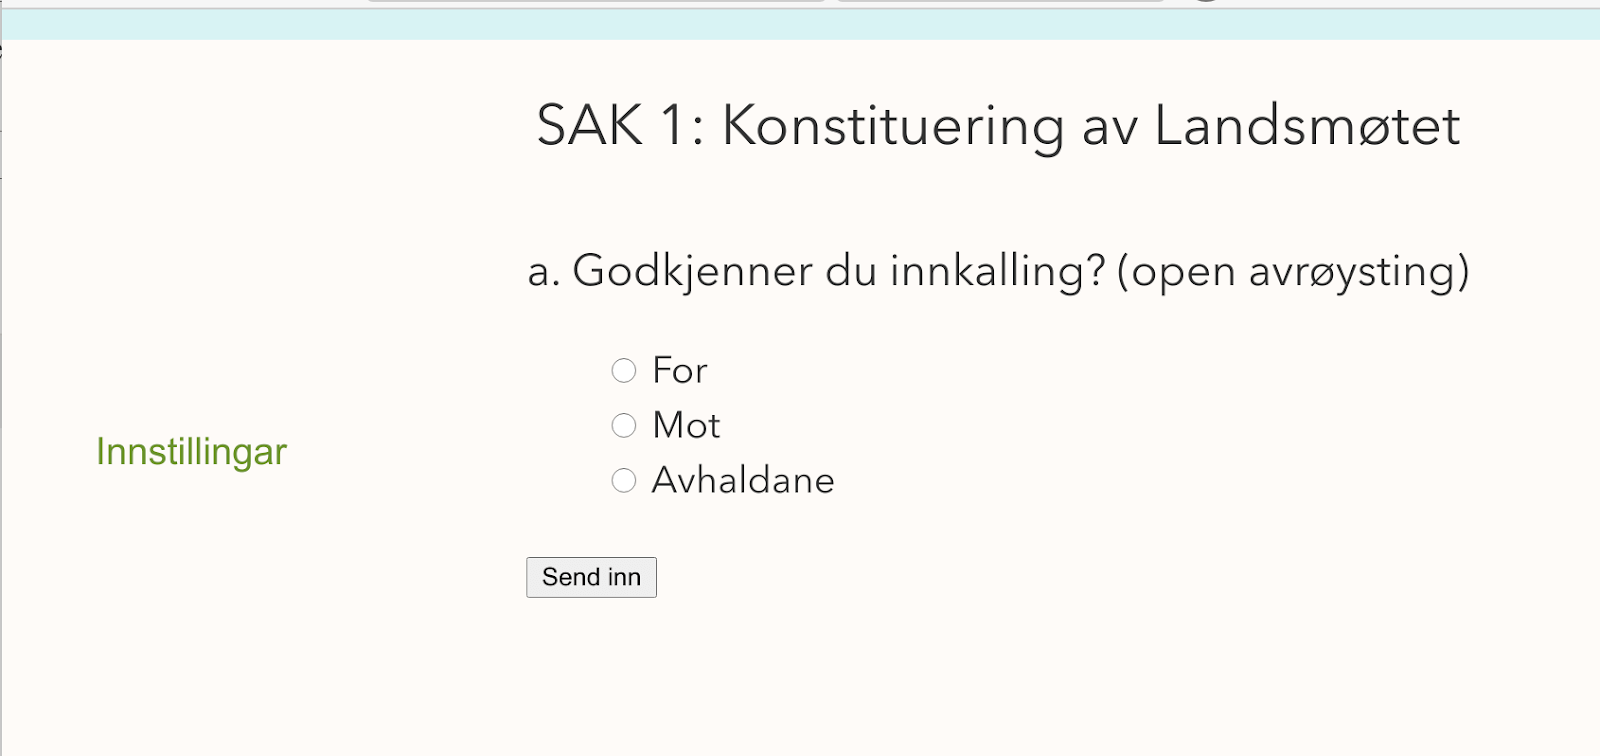 SAK 1: Konstituering av Landsmøtet
a. Godkjenner du innkalling? (open avrøysting)
For
Mot
Avhaldane
Innstillingar
Send inn